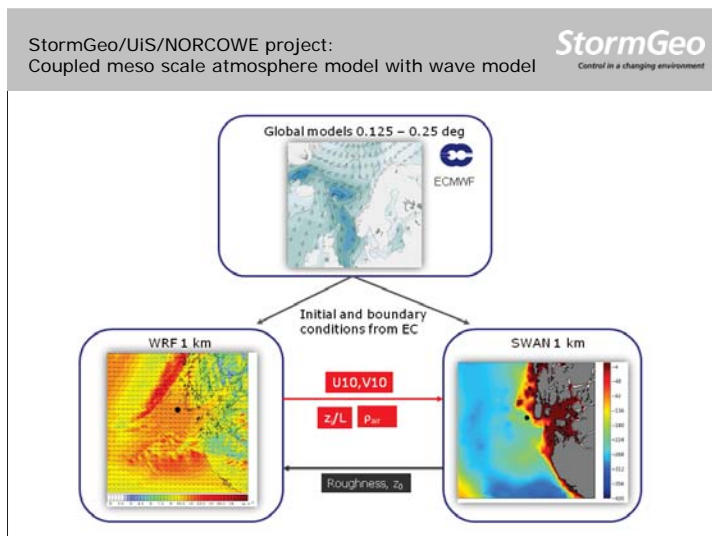 StormGeo/UiS/NORCOWE project:
Coupled meso scale atmosphere model with wave model
StormGeo
Control in a changing environment
Global models 0.125 – 0.25 deg
ECMWF
Initial and boundary
conditions from EC
WRF 1 km
SWAN 1 km
U10,V10
ρair
Roughness, z₀